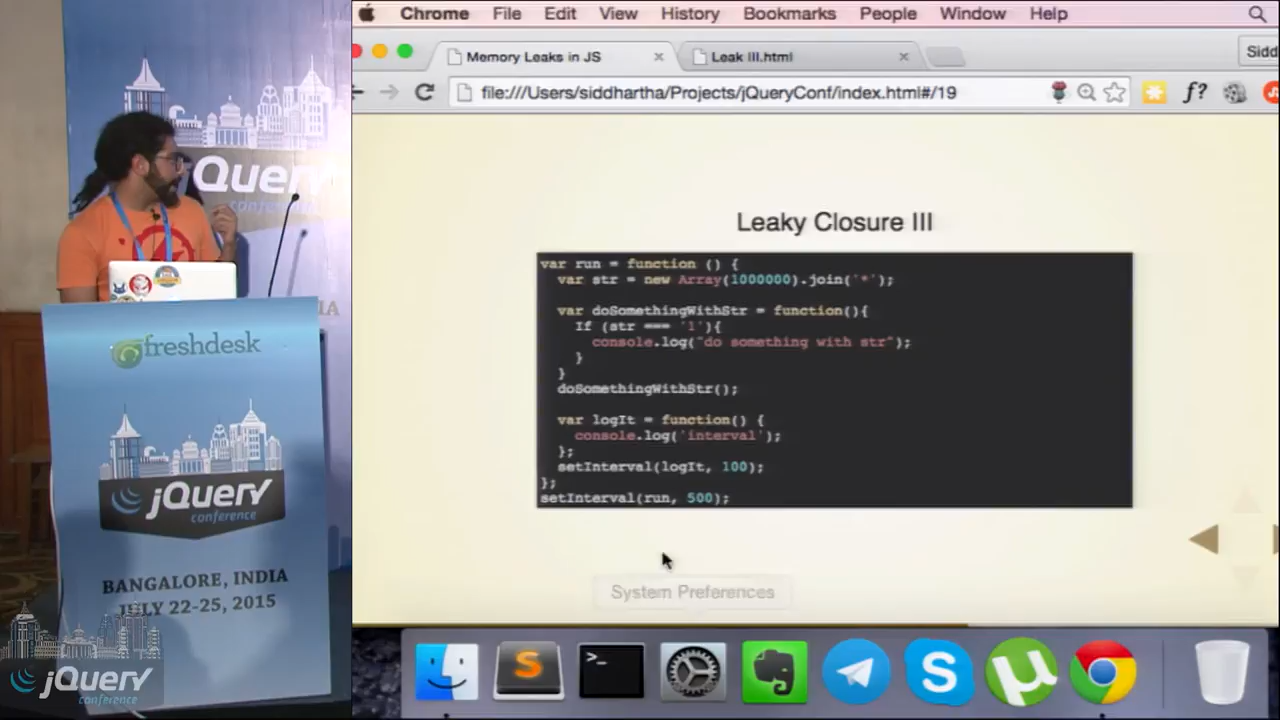 Chrome File Edit View History Bookmarks People Window Help
Memory Leaks in JS
Leak III.html
Sidd
file:///Users/siddhartha/Projects/jQueryConf/index.html#/19
f?
Leaky Closure III
var run = function () {
var str = new Array(1000000).join('*');
var doSomethingWithStr = function(){
If (str === '1'){
console.log("do something with str");
}
}
doSomethingWithStr();
var logIt = function() {
console.log('interval');
};
setInterval(logIt, 100);
};
setInterval(run, 500);
System Preferences
jQuery
conference
IA
freshdesk
jQuery
conference
BANGALORE, INDIA
JULY 22-25, 2015
jQuery
conference